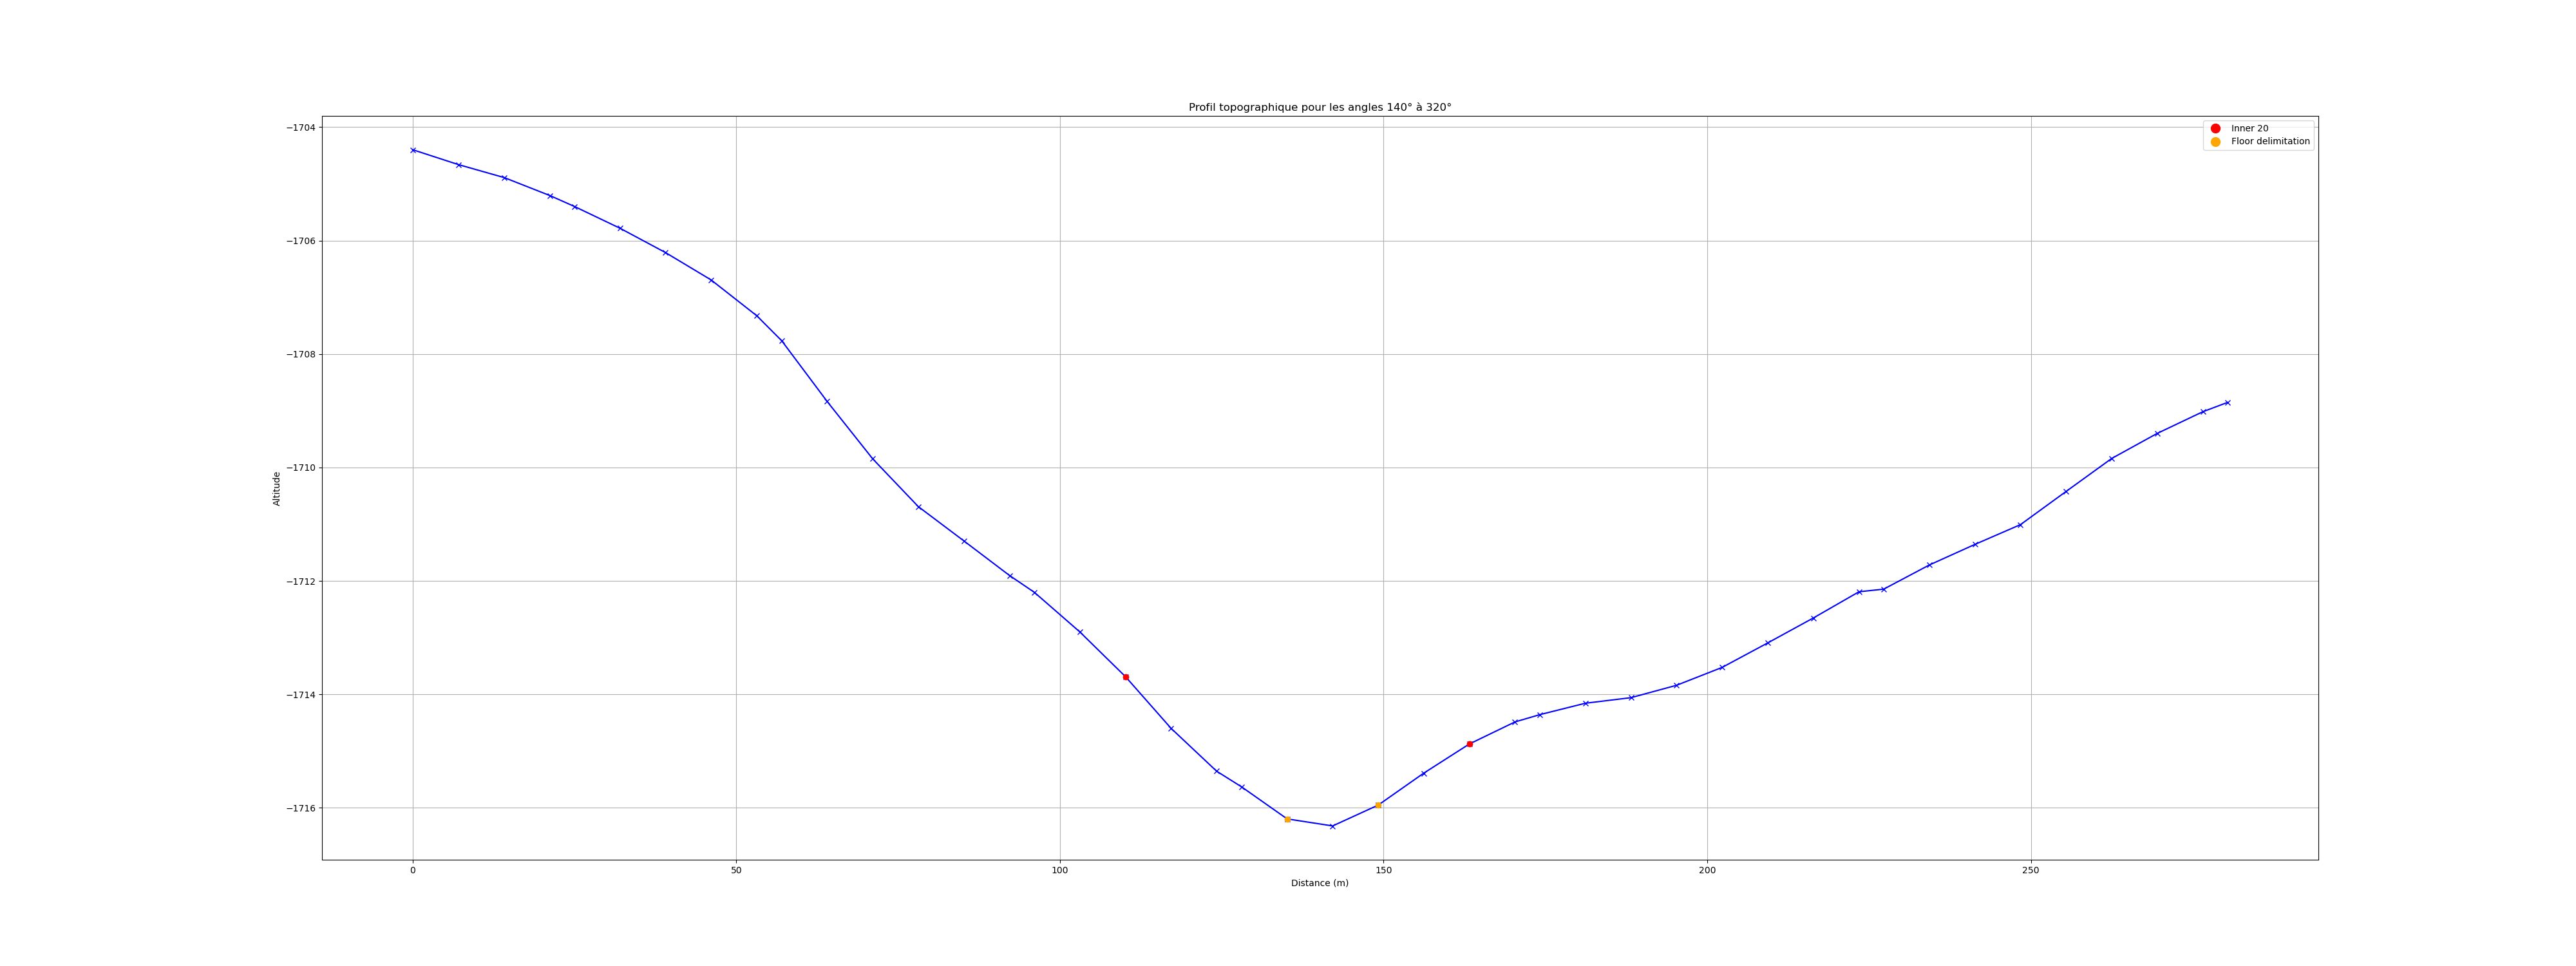 Profil topographique pour les angles 140° à 320°
Inner 20
Floor delimitation
−1704
−1706
−1708
−1710
−1712
−1714
−1716
Altitude
0
50
100
150
200
250
Distance (m)